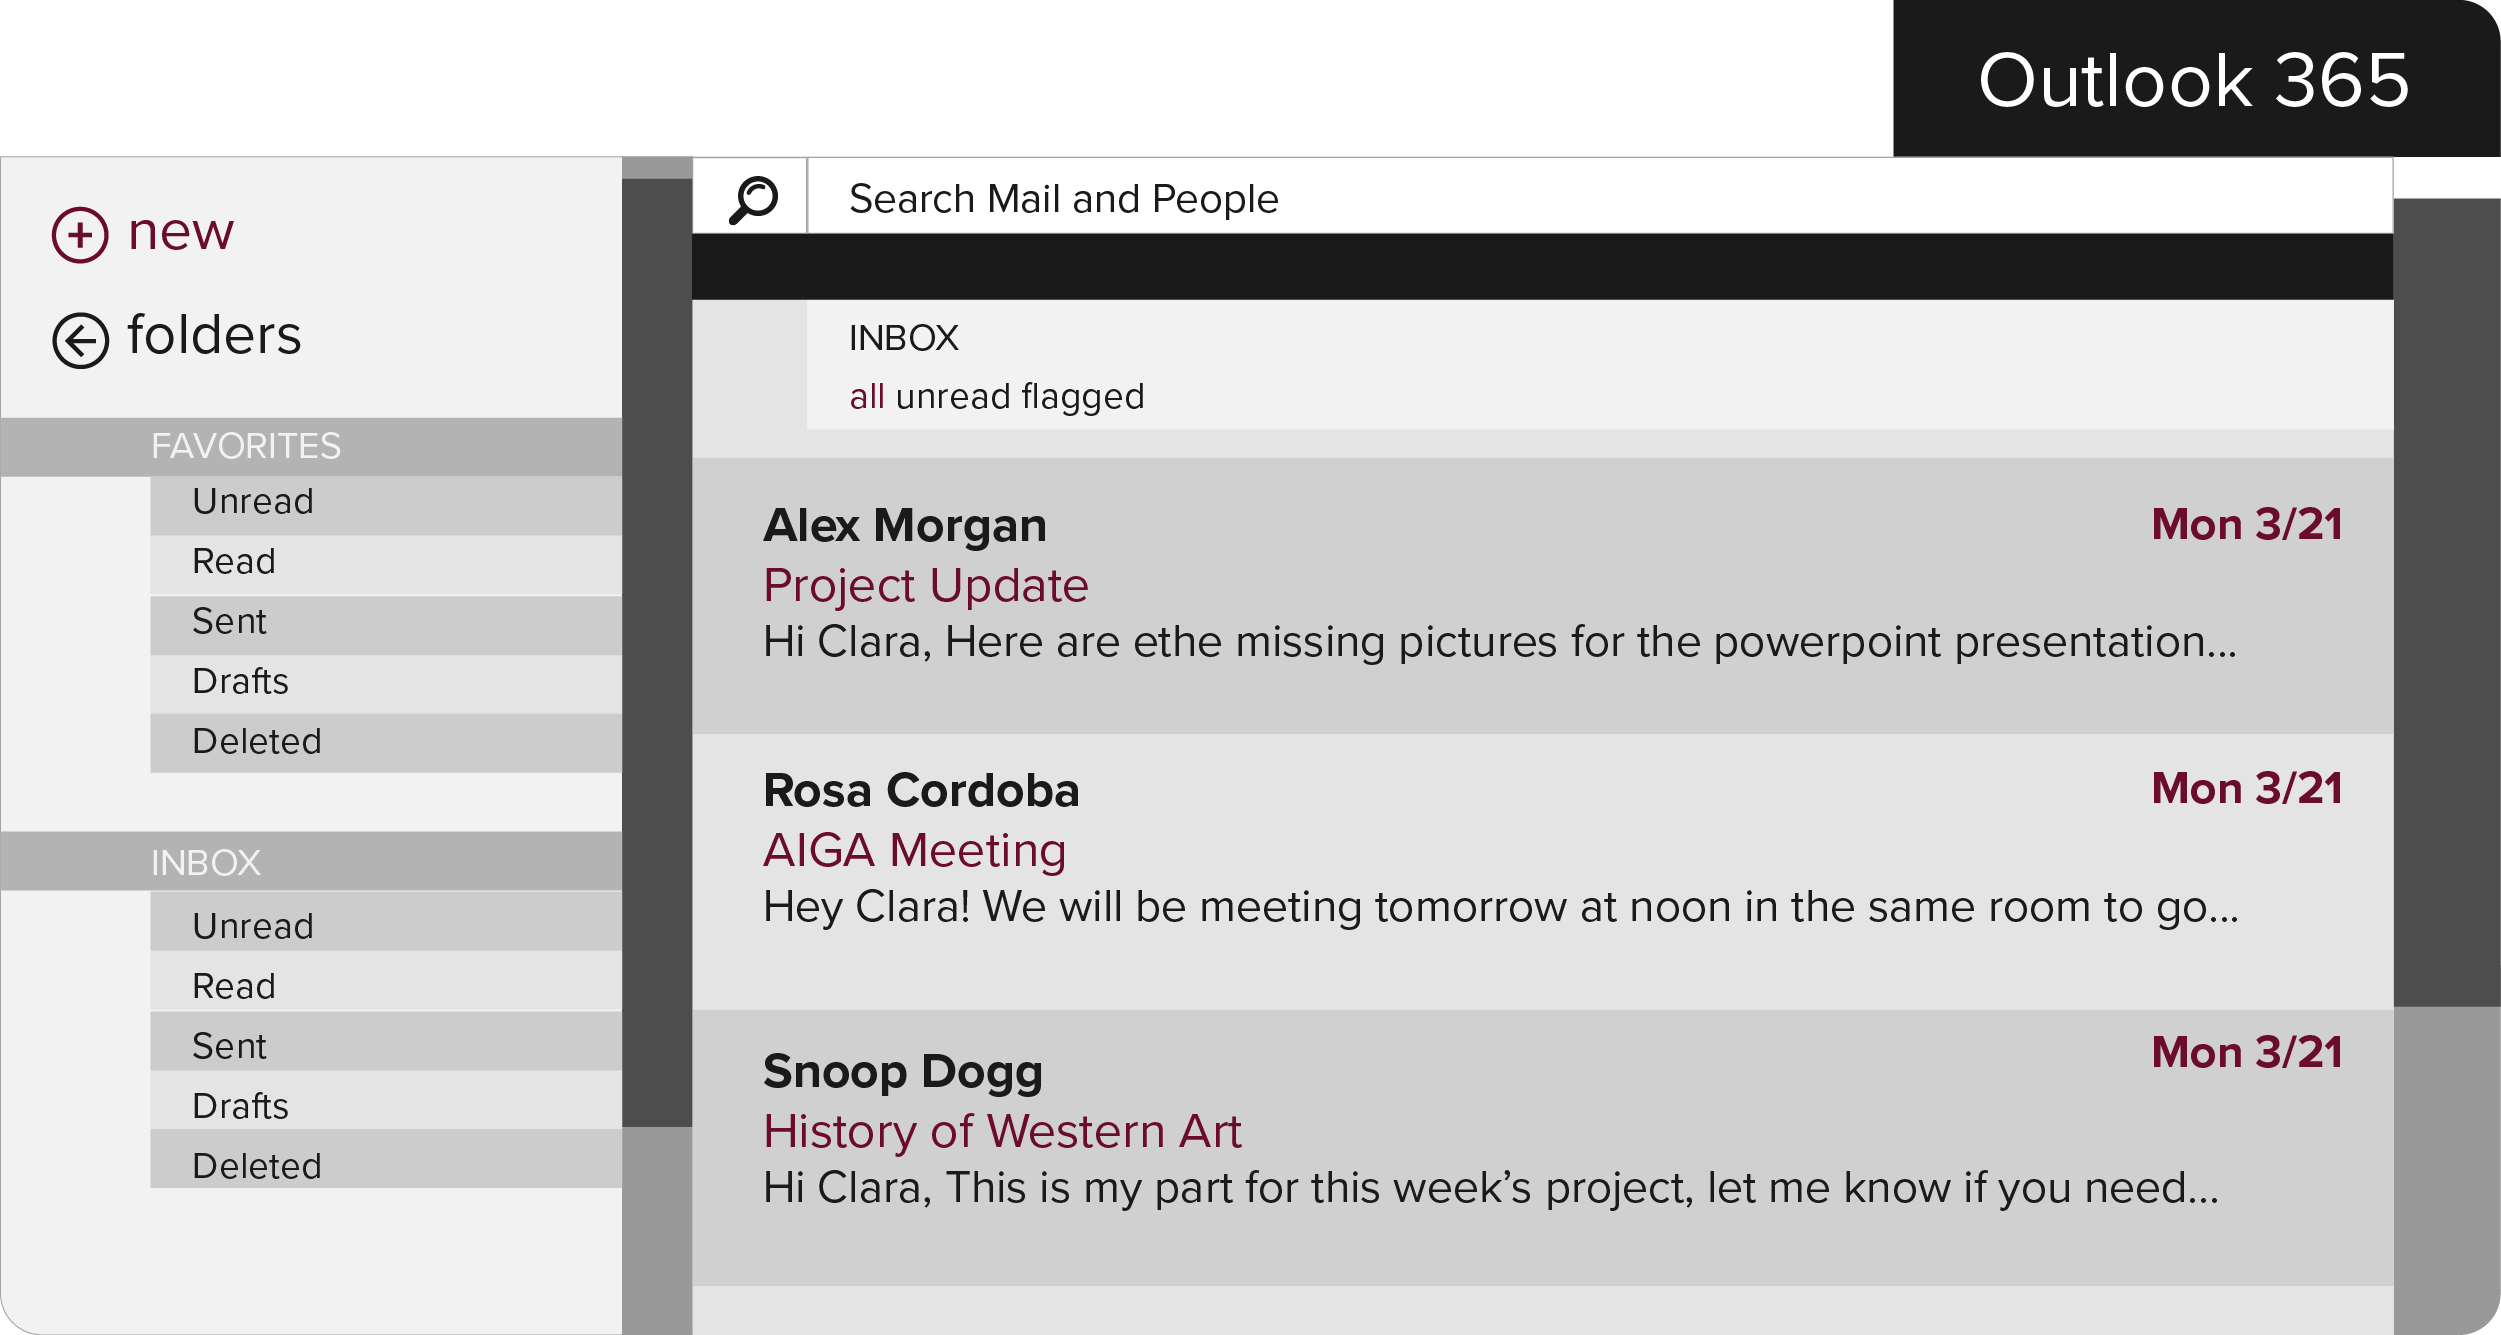 Outlook 365
new
folders
FAVORITES
Unread
Read
Sent
Drafts
Deleted
INBOX
Unread
Read
Sent
Drafts
Deleted
Search Mail and People
INBOX
all unread flagged
Alex Morgan Mon 3/21
Project Update
Hi Clara, Here are ethe missing pictures for the powerpoint presentation...
Rosa Cordoba Mon 3/21
AIGA Meeting
Hey Clara! We will be meeting tomorrow at noon in the same room to go...
Snoop Dogg Mon 3/21
History of Western Art
Hi Clara, This is my part for this week’s project, let me know if you need...